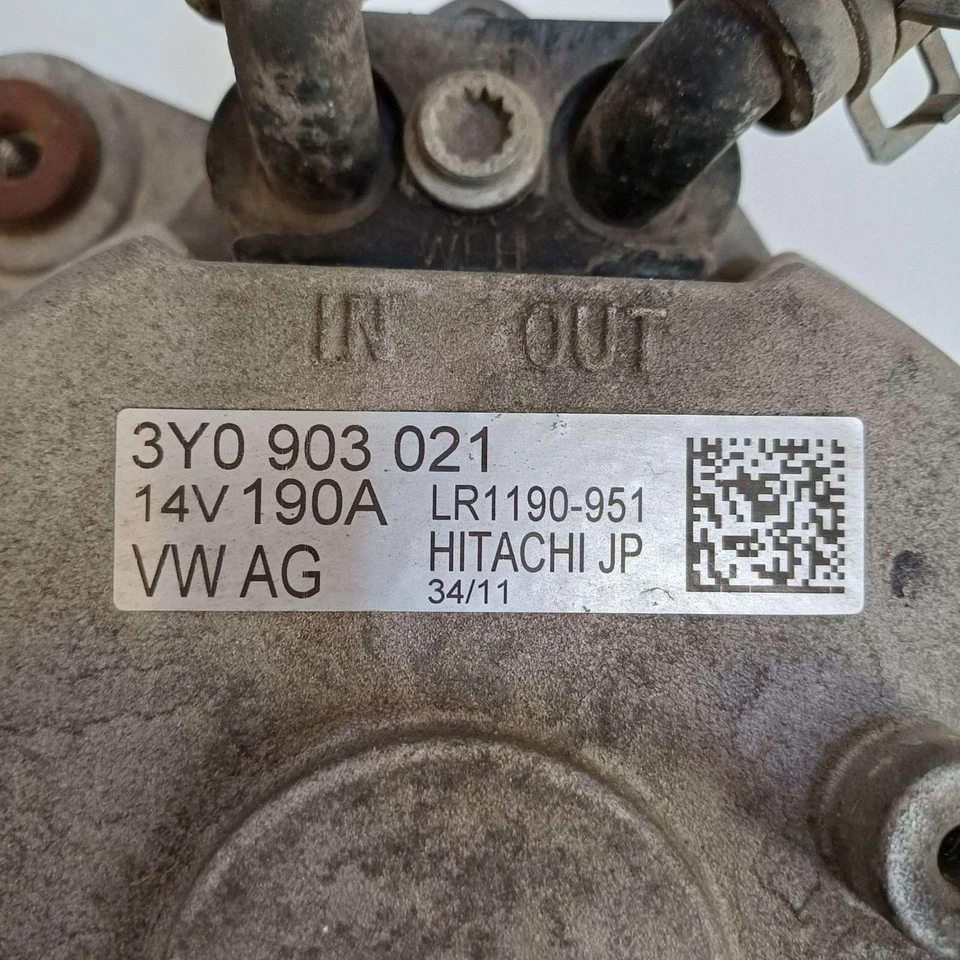 IN OUT
3Y0 903 021
14V 190A LR1190-951
VW AG HITACHI JP
34/11